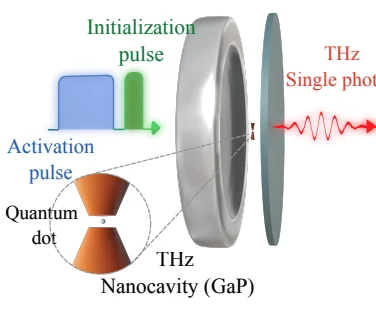 Initialization
pulse
THz
Single phot
Activation
pulse
Quantum
dot
THz
Nanocavity (GaP)